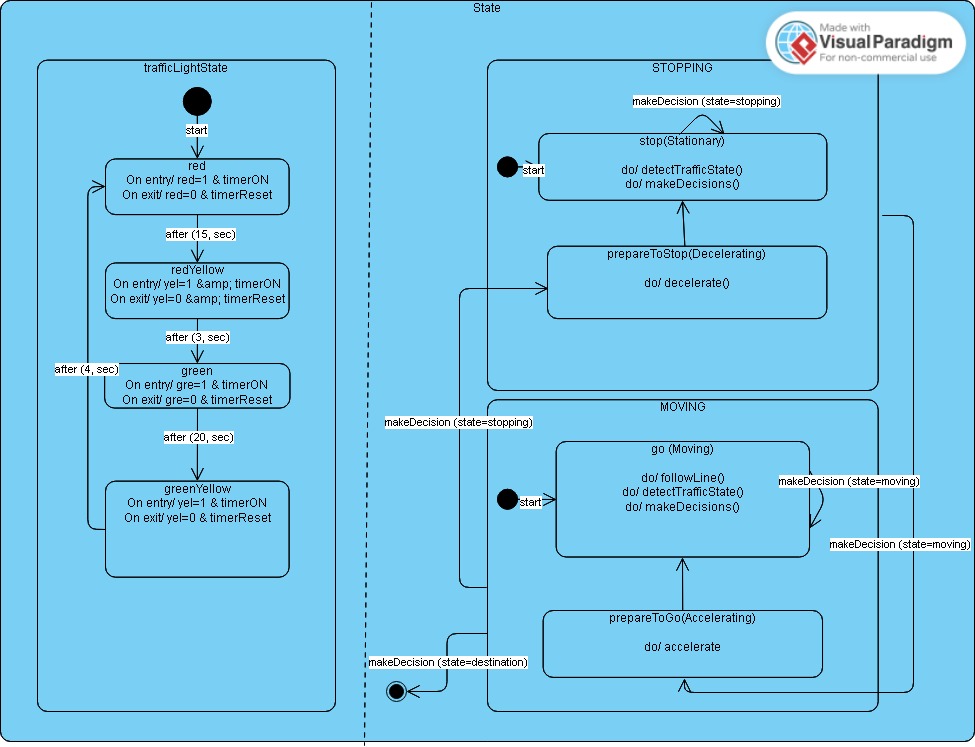 State
Made with
Visual Paradigm
For non-commercial use
trafficLightState
start
red
On entry/ red=1 & timerON
On exit/ red=0 & timerReset
after (15, sec)
redYellow
On entry/ yel=1 &amp; timerON
On exit/ yel=0 &amp; timerReset
after (3, sec)
after (4, sec)
green
On entry/ gre=1 & timerON
On exit/ gre=0 & timerReset
after (20, sec)
greenYellow
On entry/ yel=1 & timerON
On exit/ yel=0 & timerReset
STOPPING
makeDecision (state=stopping)
stop(Stationary)
start
do/ detectTrafficState()
do/ makeDecisions()
prepareToStop(Decelerating)
do/ decelerate()
makeDecision (state=stopping)
MOVING
go (Moving)
start
do/ followLine()
do/ detectTrafficState()
do/ makeDecisions()
makeDecision (state=moving)
makeDecision (state=moving)
prepareToGo(Accelerating)
do/ accelerate
makeDecision (state=destination)